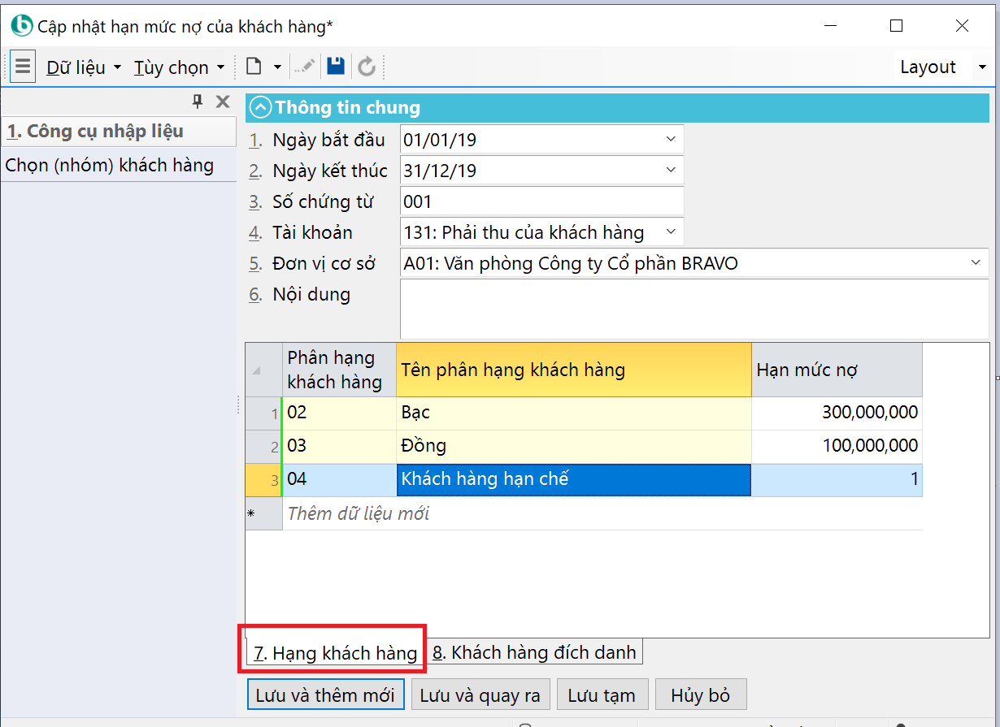 Cập nhật hạn mức nợ của khách hàng*
Dữ liệu Tùy chọn Layout
1. Công cụ nhập liệu
Chọn (nhóm) khách hàng
Thông tin chung
1. Ngày bắt đầu 01/01/19
2. Ngày kết thúc 31/12/19
3. Số chứng từ 001
4. Tài khoản 131: Phải thu của khách hàng
5. Đơn vị cơ sở A01: Văn phòng Công ty Cổ phần BRAVO
6. Nội dung
Phân hạng khách hàng Tên phân hạng khách hàng Hạn mức nợ
1 02 Bạc 300,000,000
2 03 Đồng 100,000,000
3 04 Khách hàng hạn chế 1
* Thêm dữ liệu mới
7. Hạng khách hàng 8. Khách hàng đích danh
Lưu và thêm mới Lưu và quay ra Lưu tạm Hủy bỏ